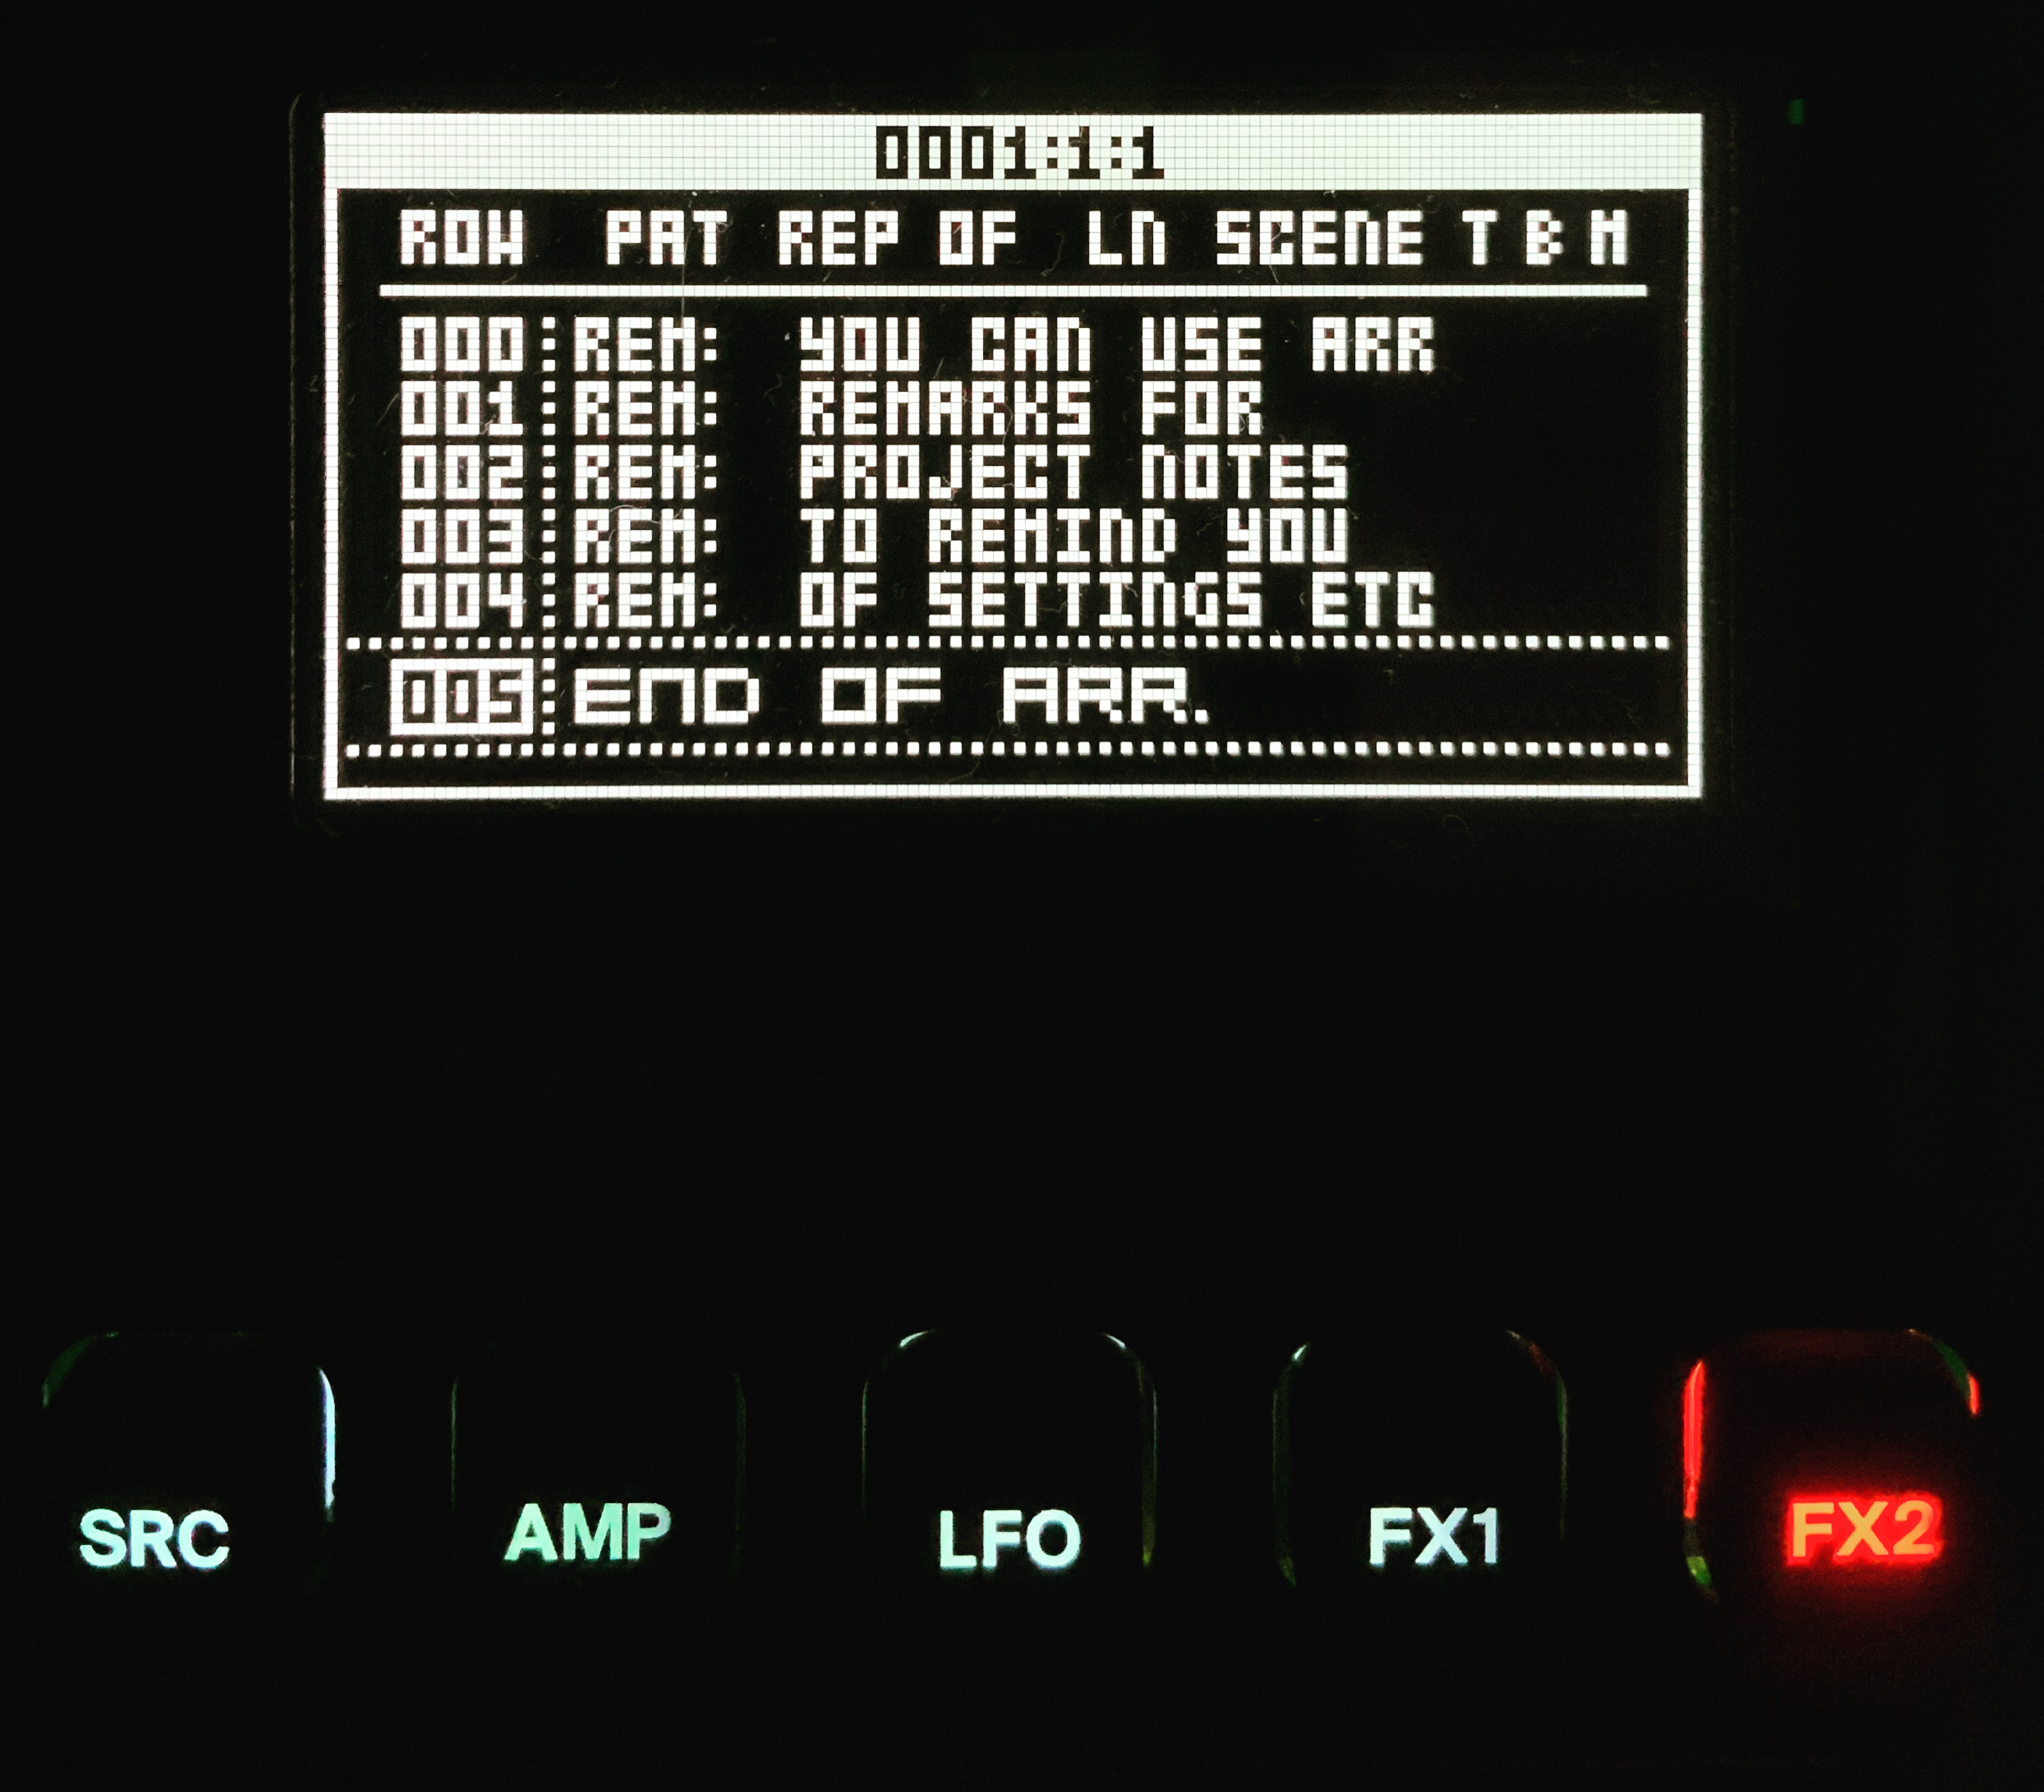 0001:1:1
ROW PAT REP OF LN SCENE T B M
000 REM: YOU CAN USE ARR
001 REM: REMARKS FOR
002 REM: PROJECT NOTES
003 REM: TO REMIND YOU
004 REM: OF SETTINGS ETC
005 END OF ARR.
SRC AMP LFO FX1 FX2